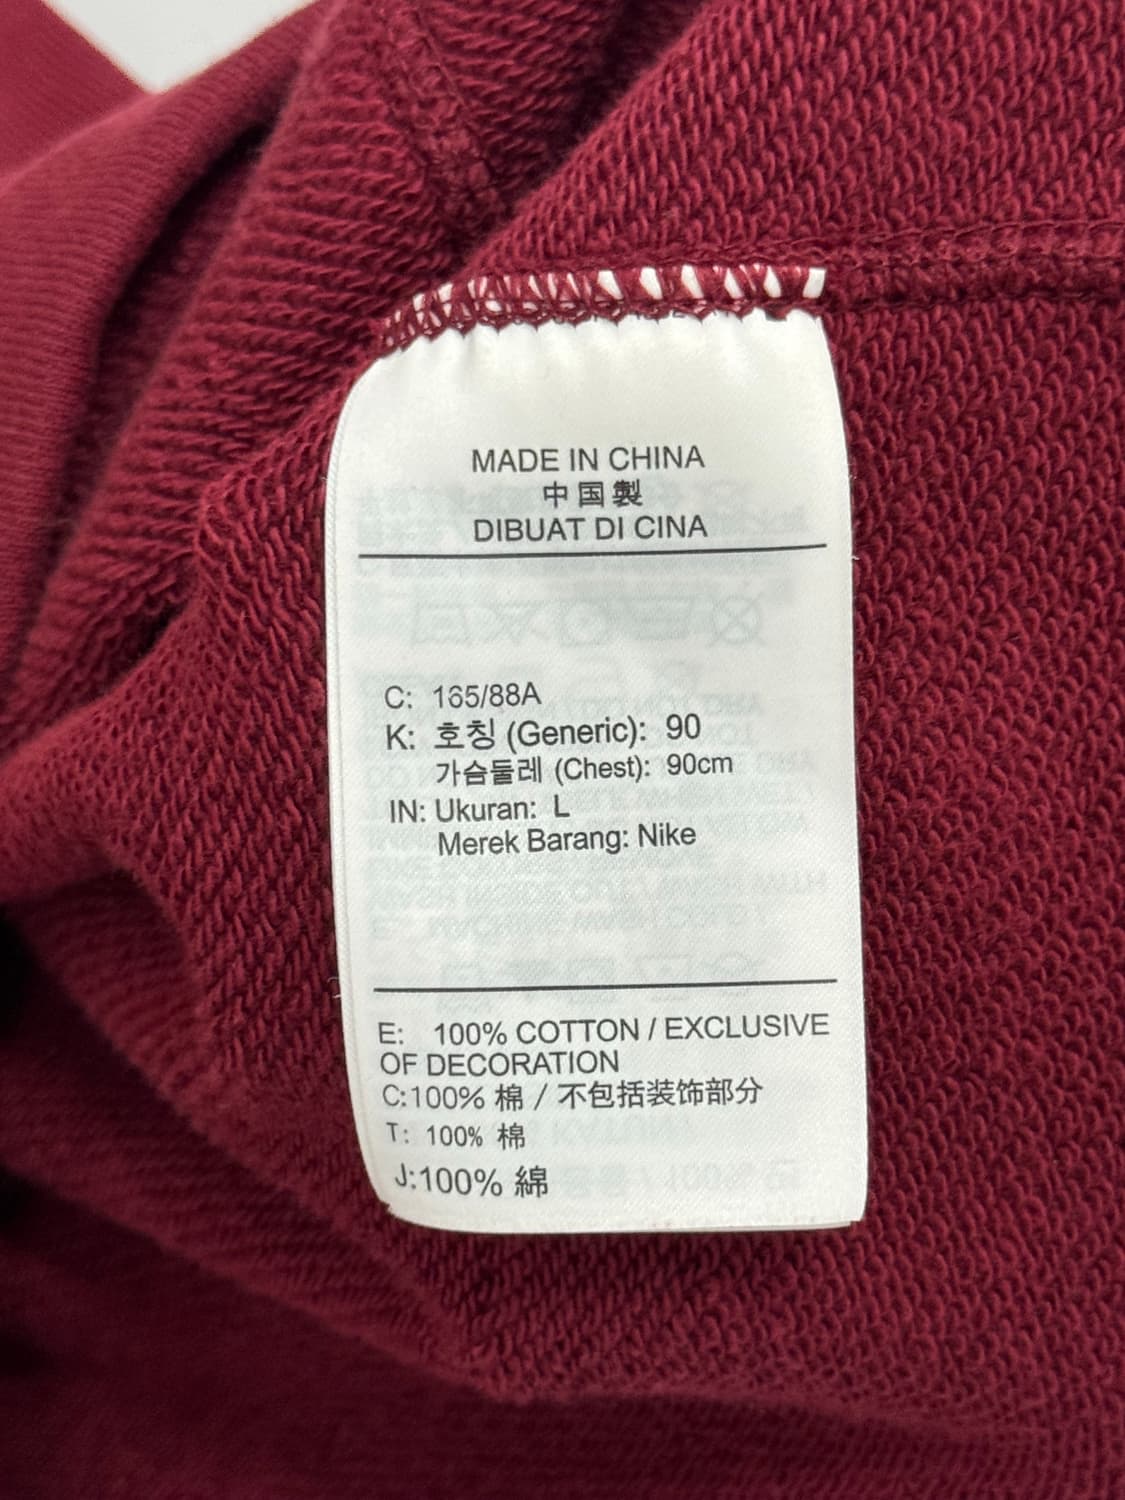 MADE IN CHINA
中国製
DIBUAT DI CINA
C: 165/88A
K: 호칭 (Generic): 90
가슴둘레 (Chest): 90cm
IN: Ukuran: L
Merek Barang: Nike
E: 100% COTTON / EXCLUSIVE
OF DECORATION
C:100% 棉 / 不包括装饰部分
T: 100% 棉
J:100% 綿